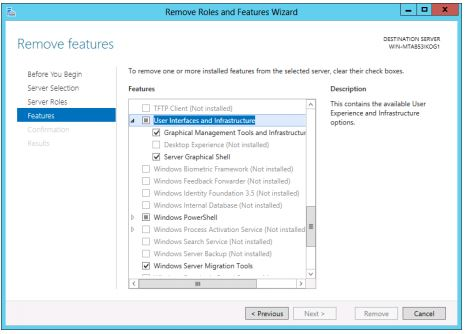 Remove Roles and Features Wizard
Remove features
DESTINATION SERVER
WIN-MTAB53IKDG1
Before You Begin
Server Selection
Server Roles
Features
Confirmation
Results
To remove one or more installed features from the selected server, clear their check boxes.
Features
TFTP Client (Not installed)
User Interfaces and Infrastructure
Graphical Management Tools and Infrastructur
Desktop Experience (Not installed)
Server Graphical Shell
Windows Biometric Framework (Not installed)
Windows Feedback Forwarder (Not installed)
Windows Identity Foundation 3.5 (Not installed)
Windows Internal Database (Not installed)
Windows PowerShell
Windows Process Activation Service (Not installed
Windows Search Service (Not installed)
Windows Server Backup (Not installed)
Windows Server Migration Tools
Description
This contains the available User
Experience and Infrastructure
options.
< Previous
Next >
Remove
Cancel